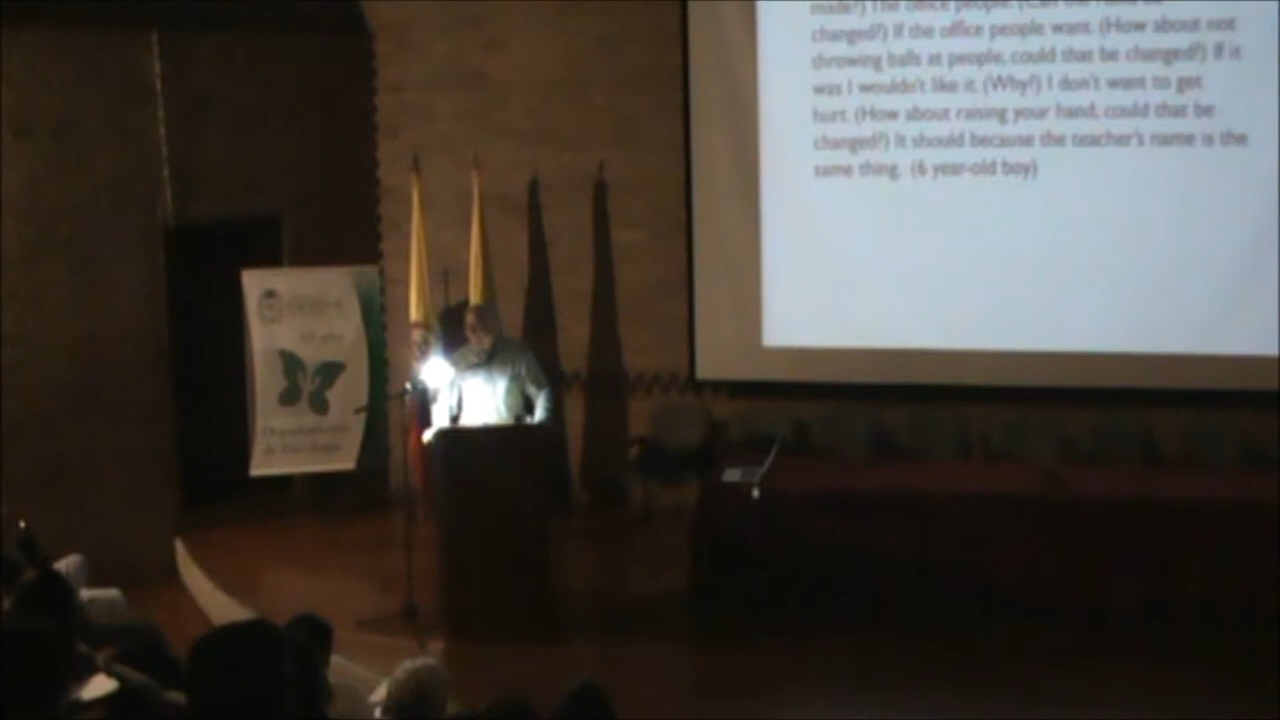 made?) The office people. (Can the rules be
changed?) If the office people want. (How about not
throwing balls at people, could that be changed?) If it
was I wouldn't like it. (Why?) I don't want to get
hurt. (How about raising your hand, could that be
changed?) It should because the teacher's name is the
same thing. (6 year-old boy)
Departamento
de Psicología